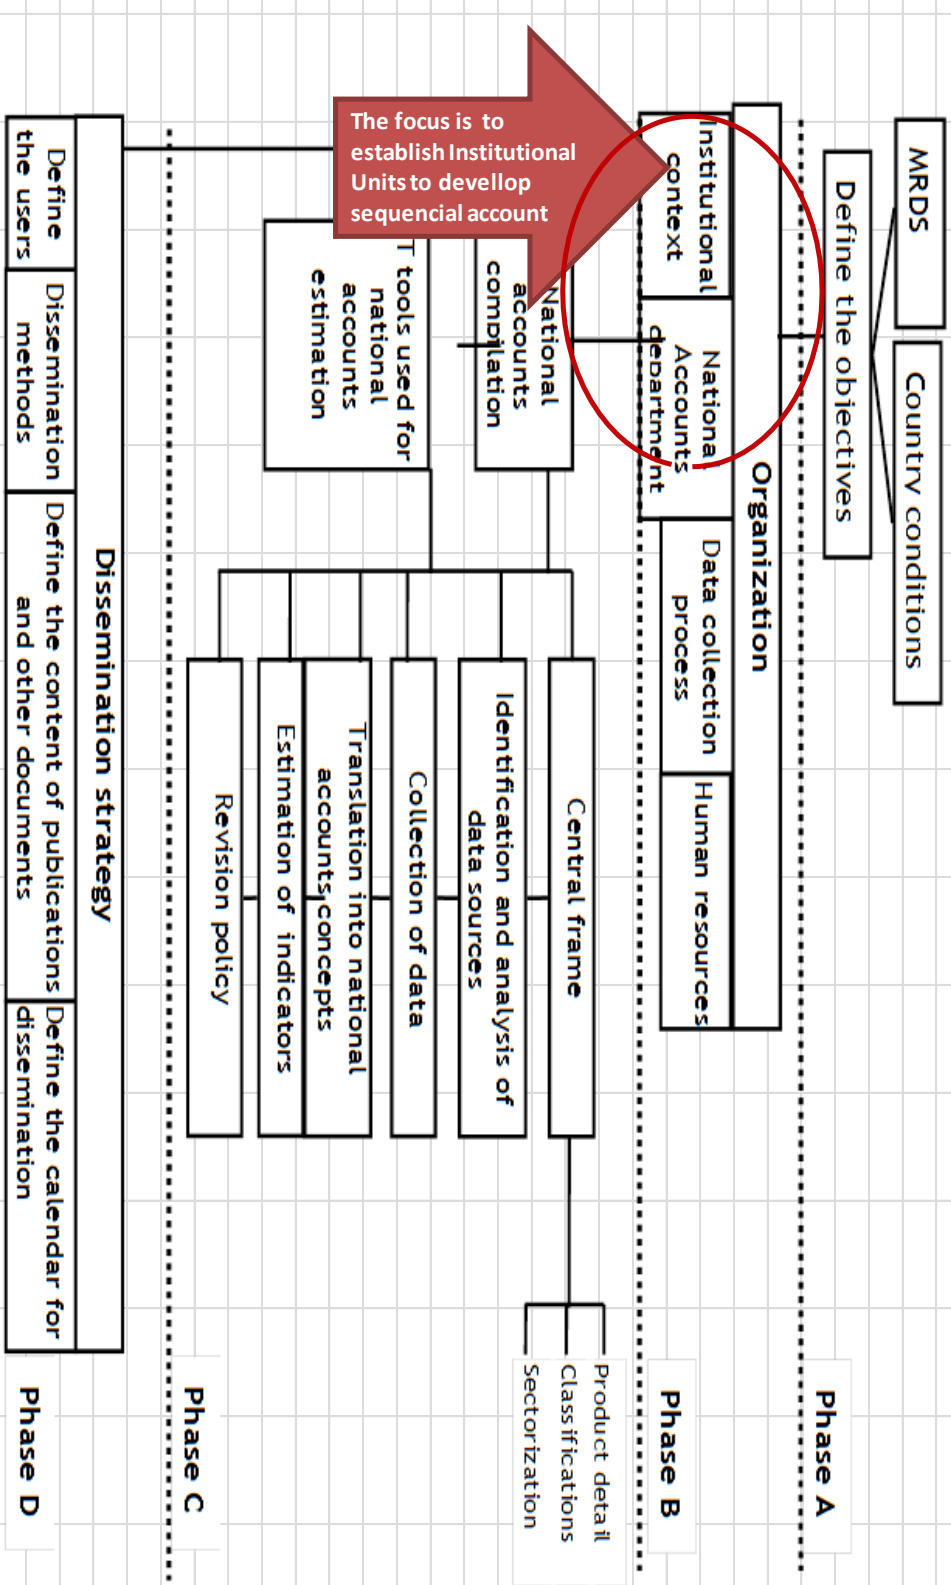 MRDS
Country conditions
Define the objectives
Phase A
Organization
Institutional
context
National
Accounts
department
Data collection
process
Human resources
Phase B
The focus is to
establish Institutional
Units to devellop
sequencial account
National
accounts
compilation
T tools used for
national
accounts
estimation
Central frame
Identification and analysis of
data sources
Collection of data
Translation into national
accounts concepts
Estimation of indicators
Revision policy
Product detail
Classifications
Sectorization
Phase C
Dissemination strategy
Define
the users
Dissemination
methods
Define the content of publications
and other documents
Define the calendar for
dissemination
Phase D